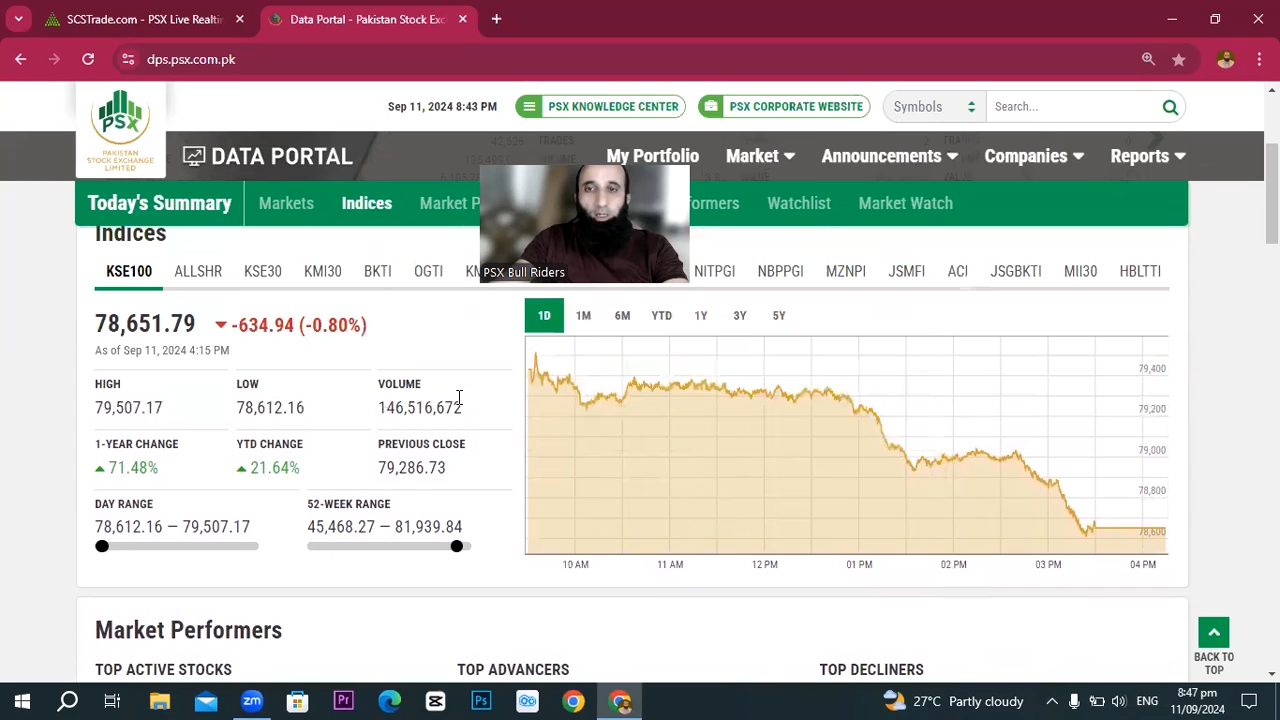 SCSTrade.com - PSX Live Realti
Data Portal - Pakistan Stock Exc
dps.psx.com.pk
PSX
PAKISTAN
STOCK EXCHANGE
LIMITED
Sep 11, 2024 8:43 PM
PSX KNOWLEDGE CENTER
PSX CORPORATE WEBSITE
Symbols
Search...
DATA PORTAL
My Portfolio
Market
Announcements
Companies
Reports
Today's Summary
Markets
Indices
Market P
formers
Watchlist
Market Watch
PSX Bull Riders
Indices
KSE100 ALLSHR KSE30 KMI30 BKTI OGTI KM NITPGI NBPPGI MZNPI JSMFI ACI JSGBKTI MII30 HBLTTI
78,651.79 -634.94 (-0.80%)
As of Sep 11, 2024 4:15 PM
HIGH LOW VOLUME
79,507.17 78,612.16 146,516,672
1-YEAR CHANGE YTD CHANGE PREVIOUS CLOSE
71.48% 21.64% 79,286.73
DAY RANGE 52-WEEK RANGE
78,612.16 — 79,507.17 45,468.27 — 81,939.84
1D 1M 6M YTD 1Y 3Y 5Y
79,400
79,200
79,000
78,800
78,600
10 AM 11 AM 12 PM 01 PM 02 PM 03 PM 04 PM
Market Performers
TOP ACTIVE STOCKS TOP ADVANCERS TOP DECLINERS
BACK TO
TOP
27°C Partly cloudy
ENG
8:47 pm
11/09/2024